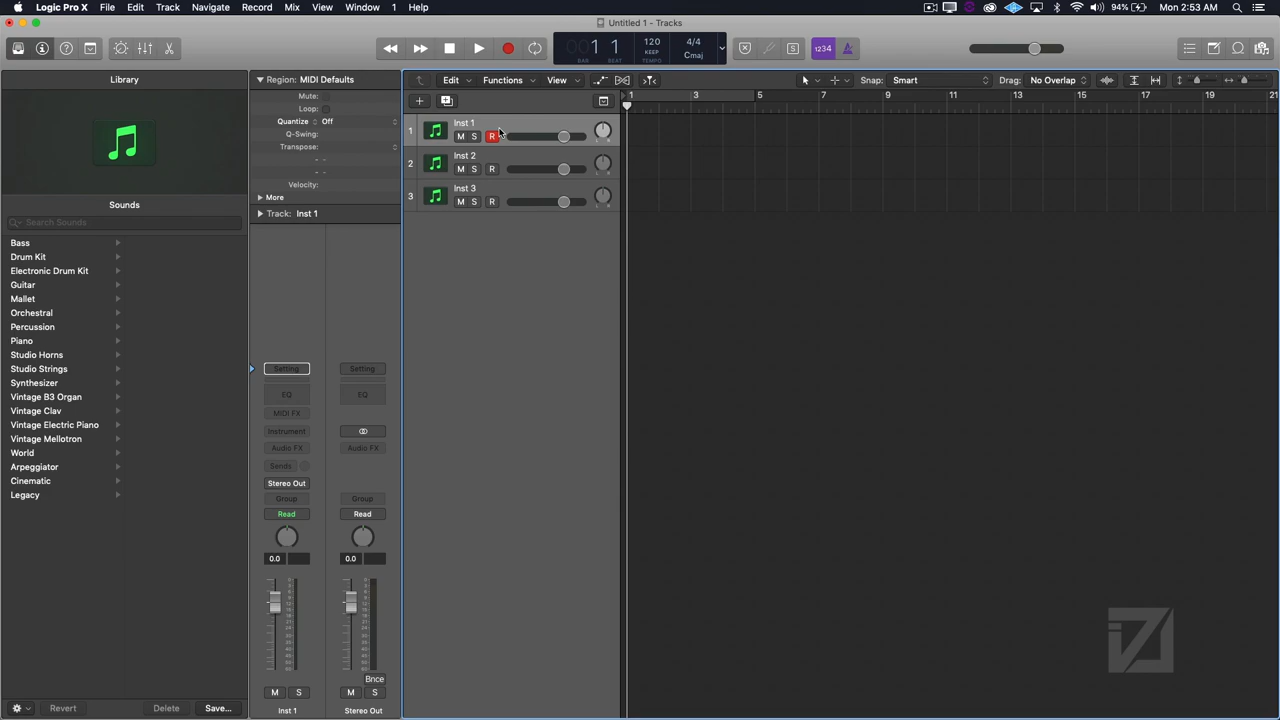 Logic Pro X File Edit Track Navigate Record Mix View Window 1 Help 94% Mon 2:53 AM
Untitled 1 - Tracks
1 1 120 4/4
BAR BEAT KEEP TEMPO Cmaj
1234
Library
Region: MIDI Defaults
Edit Functions View Snap: Smart Drag: No Overlap
Mute:
Loop:
Quantize Off
Q-Swing:
Transpose:
- -
- -
Velocity:
More
Track: Inst 1
1 3 5 7 9 11 13 15 17 19 21
1 Inst 1
M S R
L R
2 Inst 2
M S R
L R
3 Inst 3
M S R
L R
Sounds
Search Sounds
Bass
Drum Kit
Electronic Drum Kit
Guitar
Mallet
Orchestral
Percussion
Piano
Studio Horns
Studio Strings
Synthesizer
Vintage B3 Organ
Vintage Clav
Vintage Electric Piano
Vintage Mellotron
World
Arpeggiator
Cinematic
Legacy
Setting Setting
EQ EQ
MIDI FX
Instrument
Audio FX Audio FX
Sends
Stereo Out
Group Group
Read Read
0.0 0.0
Bnce
M S M S
Inst 1 Stereo Out
Revert Delete Save...